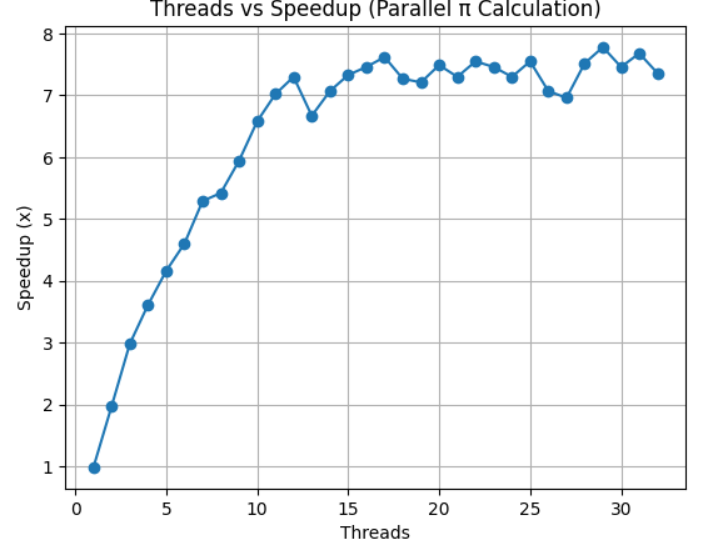 Threads vs Speedup (Parallel π Calculation)
8
7
6
5
4
3
2
1
Speedup (x)
0 5 10 15 20 25 30
Threads